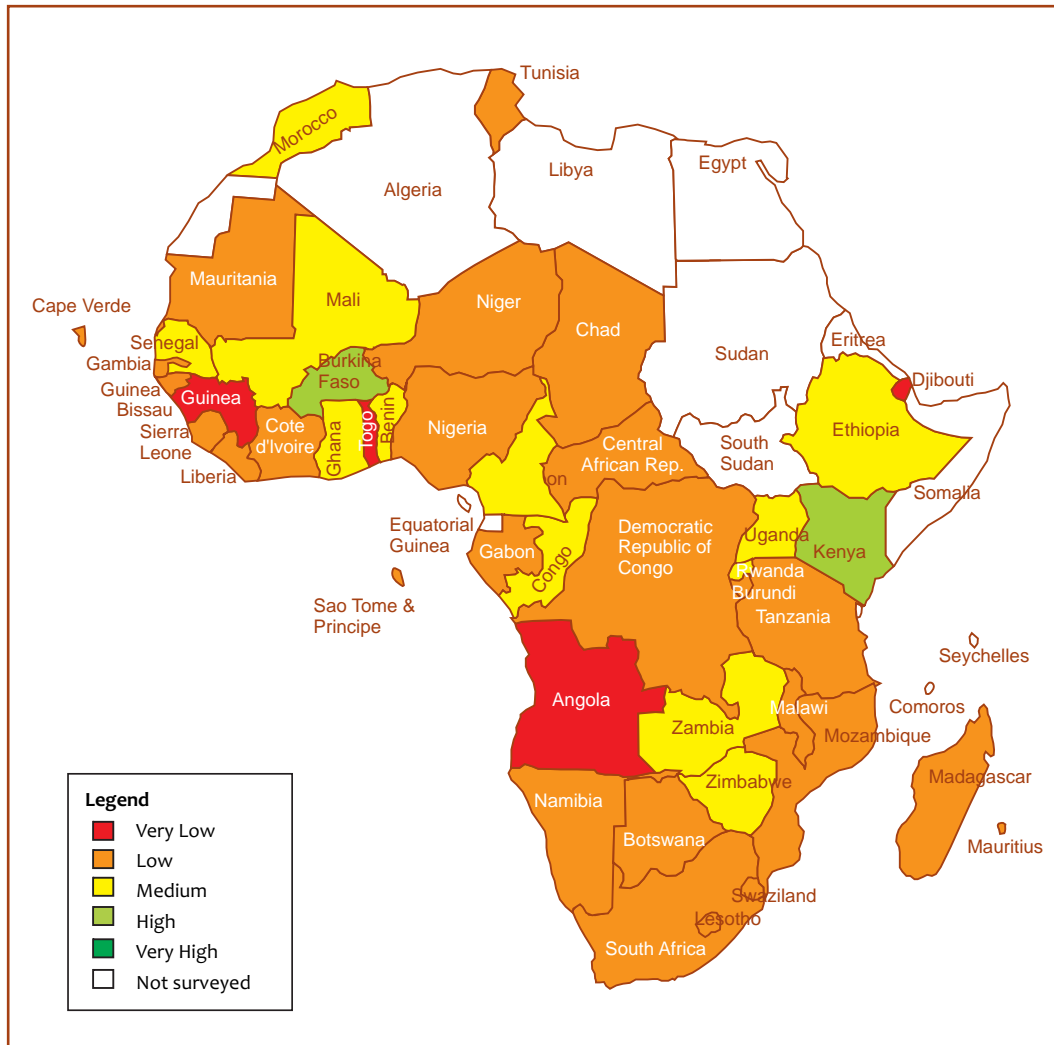 Tunisia
Morocco
Algeria
Libya
Egypt
Mauritania
Mali
Niger
Chad
Sudan
Eritrea
Cape Verde
Senegal
Gambia
Guinea
Bissau
Guinea
Sierra
Leone
Liberia
Cote
d'Ivoire
Burkina
Faso
Ghana
Togo
Benin
Nigeria
Central
African Rep.
South
Sudan
Djibouti
Ethiopia
Somalia
on
Equatorial
Guinea
Gabon
Congo
Democratic
Republic of
Congo
Uganda
Kenya
Rwanda
Burundi
Tanzania
Sao Tome &
Principe
Seychelles
Comoros
Angola
Zambia
Malawi
Mozambique
Zimbabwe
Madagascar
Mauritius
Namibia
Botswana
Swaziland
Lesotho
South Africa
Legend
Very Low
Low
Medium
High
Very High
Not surveyed